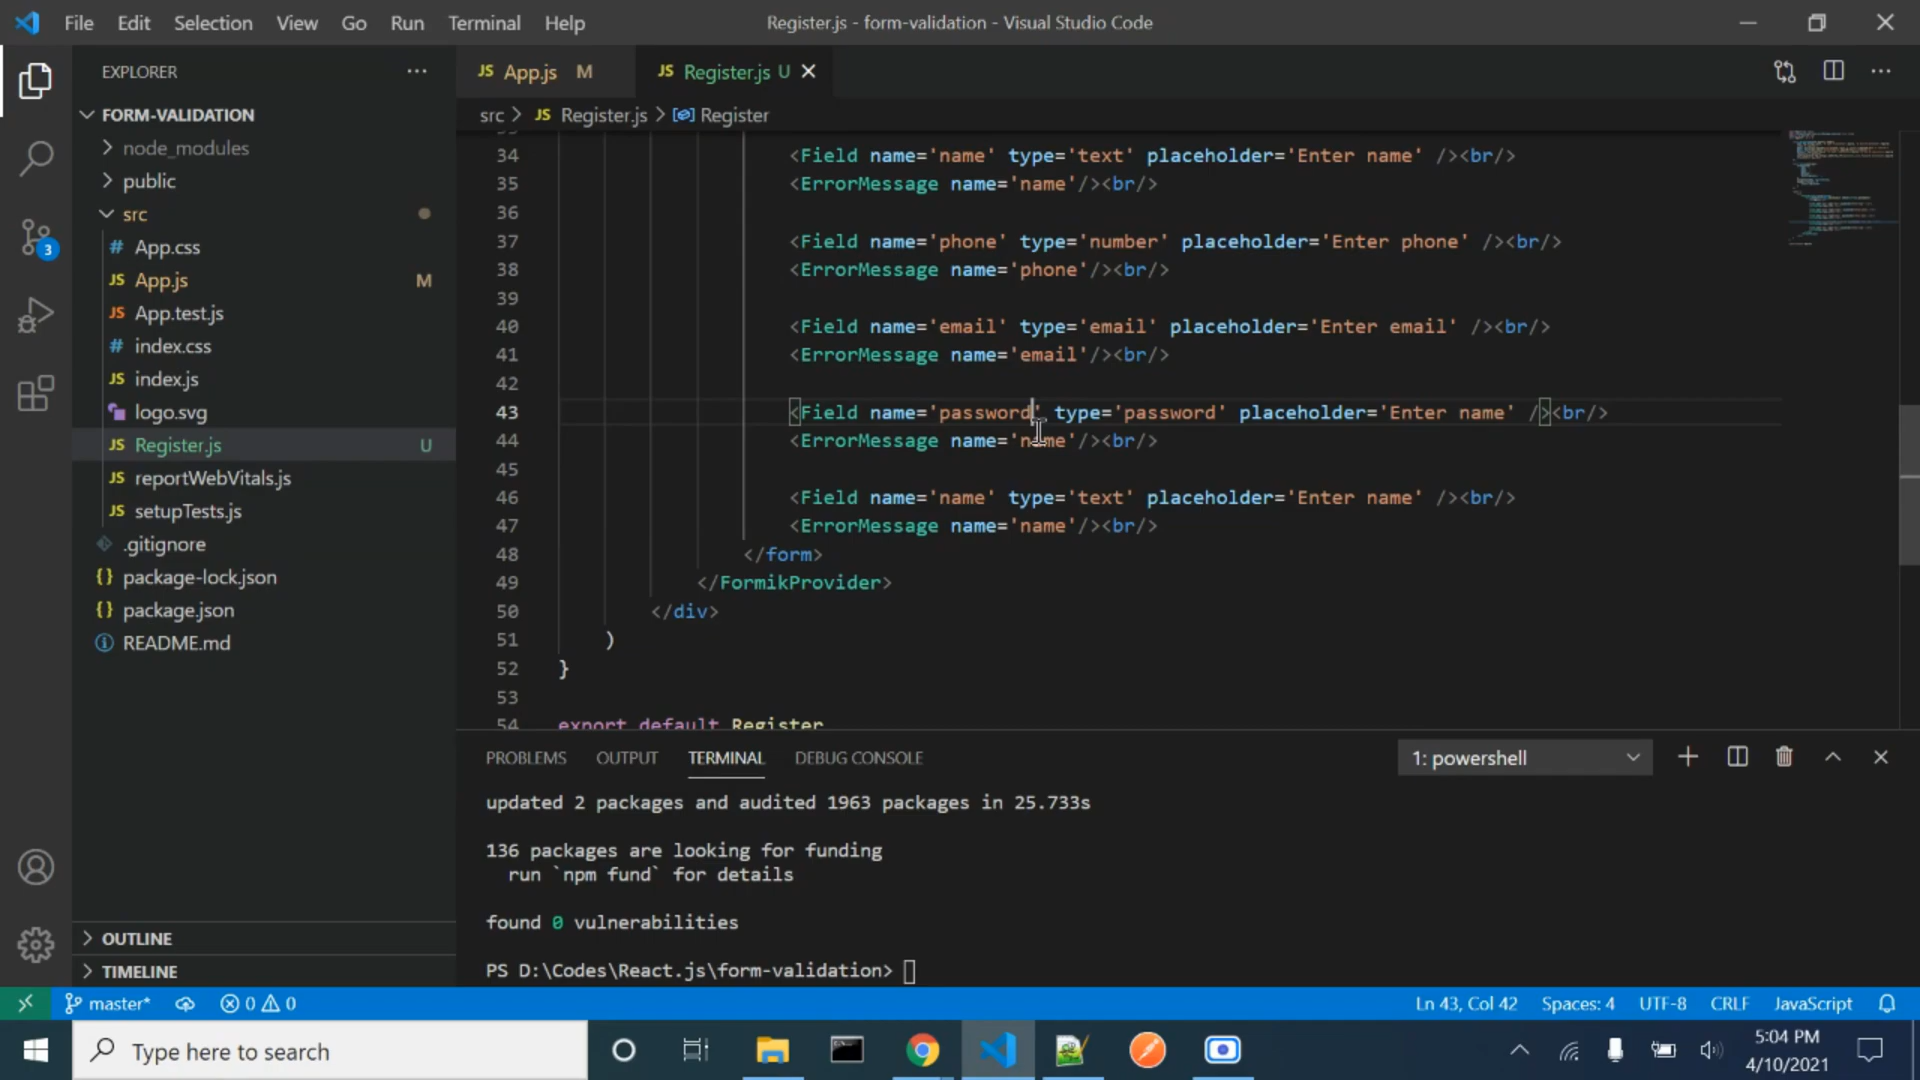 File Edit Selection View Go Run Terminal Help
Register.js - form-validation - Visual Studio Code
EXPLORER
FORM-VALIDATION
node_modules
public
src
# App.css
JS App.js M
JS App.test.js
# index.css
JS index.js
logo.svg
JS Register.js U
JS reportWebVitals.js
JS setupTests.js
.gitignore
{} package-lock.json
{} package.json
README.md
OUTLINE
TIMELINE
3
JS App.js M
JS Register.js U
src > JS Register.js > Register
34 <Field name='name' type='text' placeholder='Enter name' /><br/>
35 <ErrorMessage name='name'/><br/>
36
37 <Field name='phone' type='number' placeholder='Enter phone' /><br/>
38 <ErrorMessage name='phone'/><br/>
39
40 <Field name='email' type='email' placeholder='Enter email' /><br/>
41 <ErrorMessage name='email'/><br/>
42
43 <Field name='password' type='password' placeholder='Enter name' /><br/>
44 <ErrorMessage name='name'/><br/>
45
46 <Field name='name' type='text' placeholder='Enter name' /><br/>
47 <ErrorMessage name='name'/><br/>
48 </form>
49 </FormikProvider>
50 </div>
51 )
52 }
53
54 export default Register
PROBLEMS OUTPUT TERMINAL DEBUG CONSOLE
1: powershell
updated 2 packages and audited 1963 packages in 25.733s
136 packages are looking for funding
run `npm fund` for details
found 0 vulnerabilities
PS D:\Codes\React.js\form-validation>
master* 0 0
Ln 43, Col 42 Spaces: 4 UTF-8 CRLF JavaScript
Type here to search
5:04 PM
4/10/2021